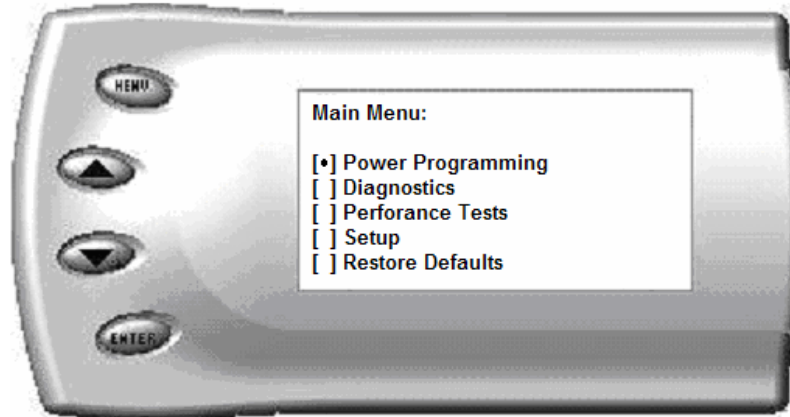 MENU
Main Menu:
[•] Power Programming
[ ] Diagnostics
[ ] Perforance Tests
[ ] Setup
[ ] Restore Defaults
ENTER